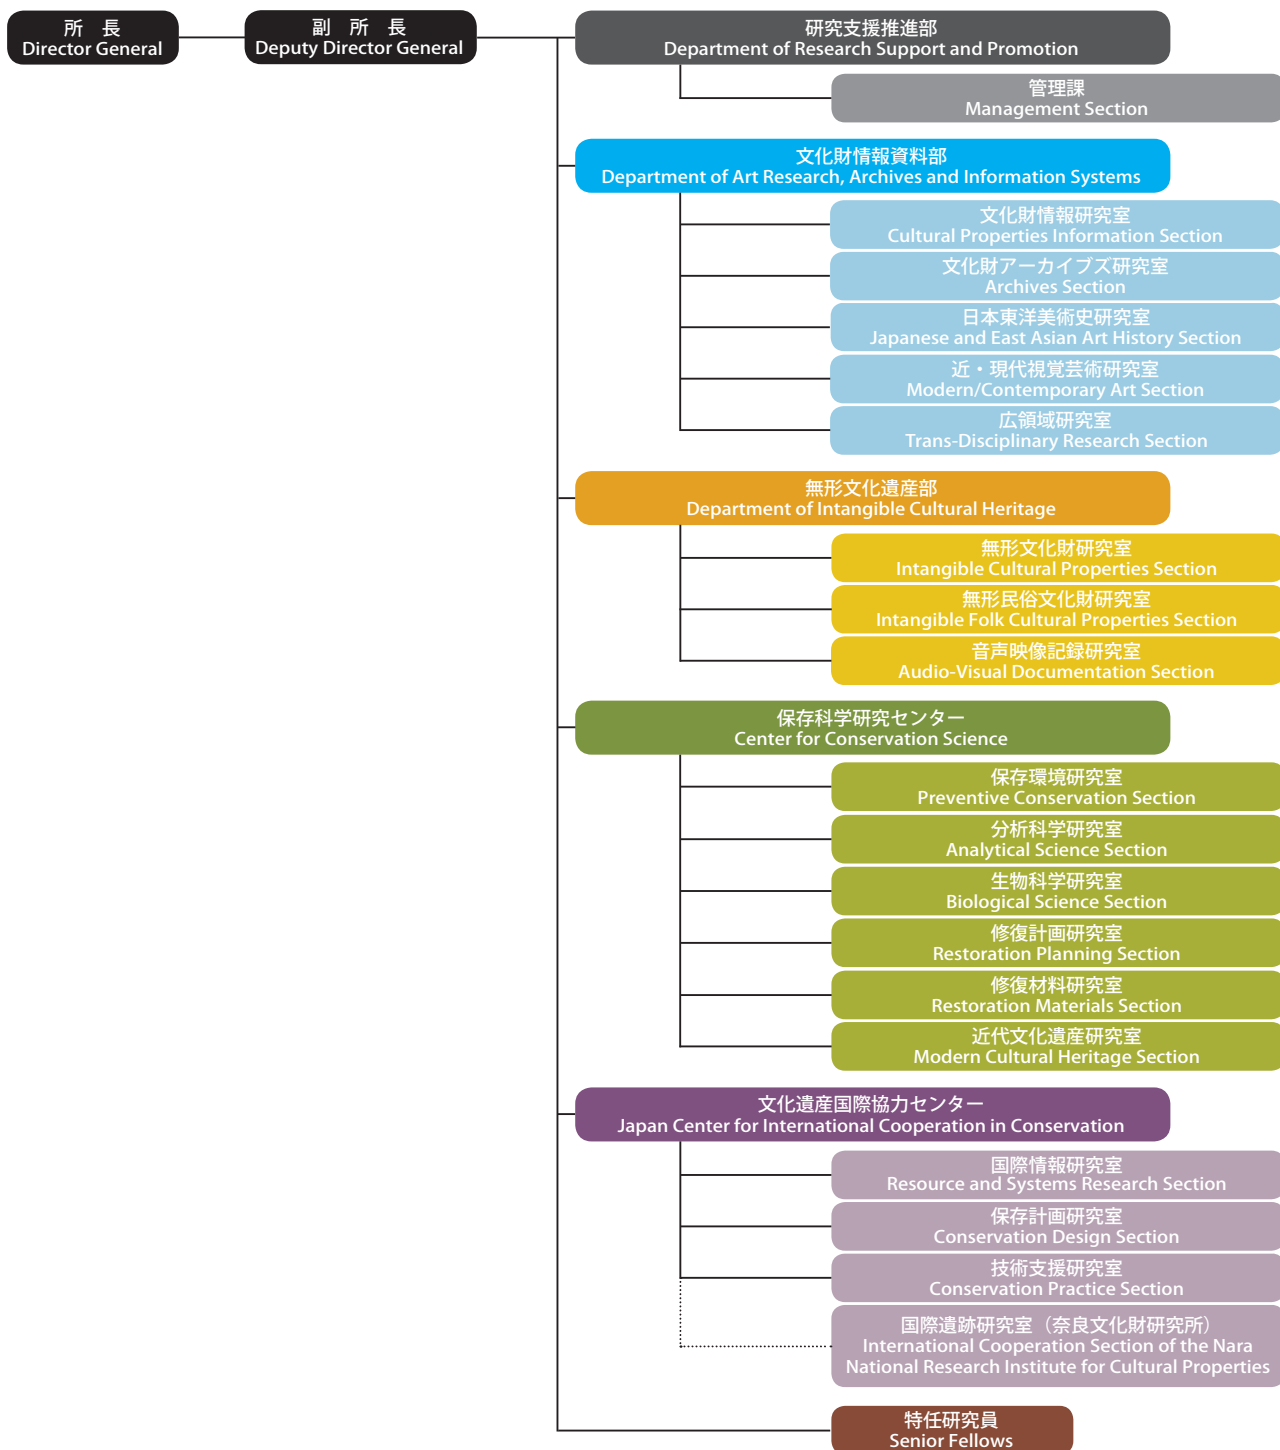 所　長
Director General
副　所　長
Deputy Director General
研究支援推進部
Department of Research Support and Promotion
管理課
Management Section
文化財情報資料部
Department of Art Research, Archives and Information Systems
文化財情報研究室
Cultural Properties Information Section
文化財アーカイブズ研究室
Archives Section
日本東洋美術史研究室
Japanese and East Asian Art History Section
近・現代視覚芸術研究室
Modern/Contemporary Art Section
広領域研究室
Trans-Disciplinary Research Section
無形文化遺産部
Department of Intangible Cultural Heritage
無形文化財研究室
Intangible Cultural Properties Section
無形民俗文化財研究室
Intangible Folk Cultural Properties Section
音声映像記録研究室
Audio-Visual Documentation Section
保存科学研究センター
Center for Conservation Science
保存環境研究室
Preventive Conservation Section
分析科学研究室
Analytical Science Section
生物科学研究室
Biological Science Section
修復計画研究室
Restoration Planning Section
修復材料研究室
Restoration Materials Section
近代文化遺産研究室
Modern Cultural Heritage Section
文化遺産国際協力センター
Japan Center for International Cooperation in Conservation
国際情報研究室
Resource and Systems Research Section
保存計画研究室
Conservation Design Section
技術支援研究室
Conservation Practice Section
国際遺跡研究室（奈良文化財研究所）
International Cooperation Section of the Nara
National Research Institute for Cultural Properties
特任研究員
Senior Fellows